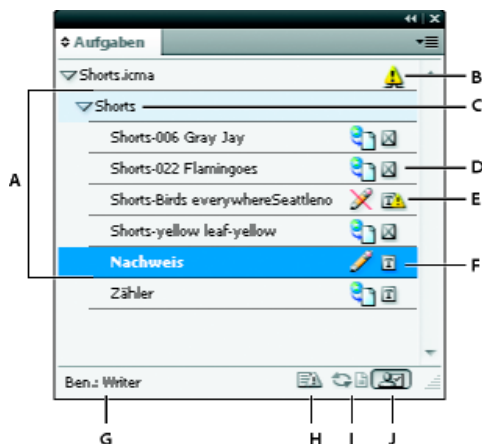 Aufgaben
Shorts.icma
B
Shorts
C
A
Shorts-006 Gray Jay
Shorts-022 Flamingoes
D
Shorts-Birds everywhereSeattleno
E
Shorts-yellow leaf-yellow
Nachweis
F
Zähler
Ben.: Writer
G
H
I
J